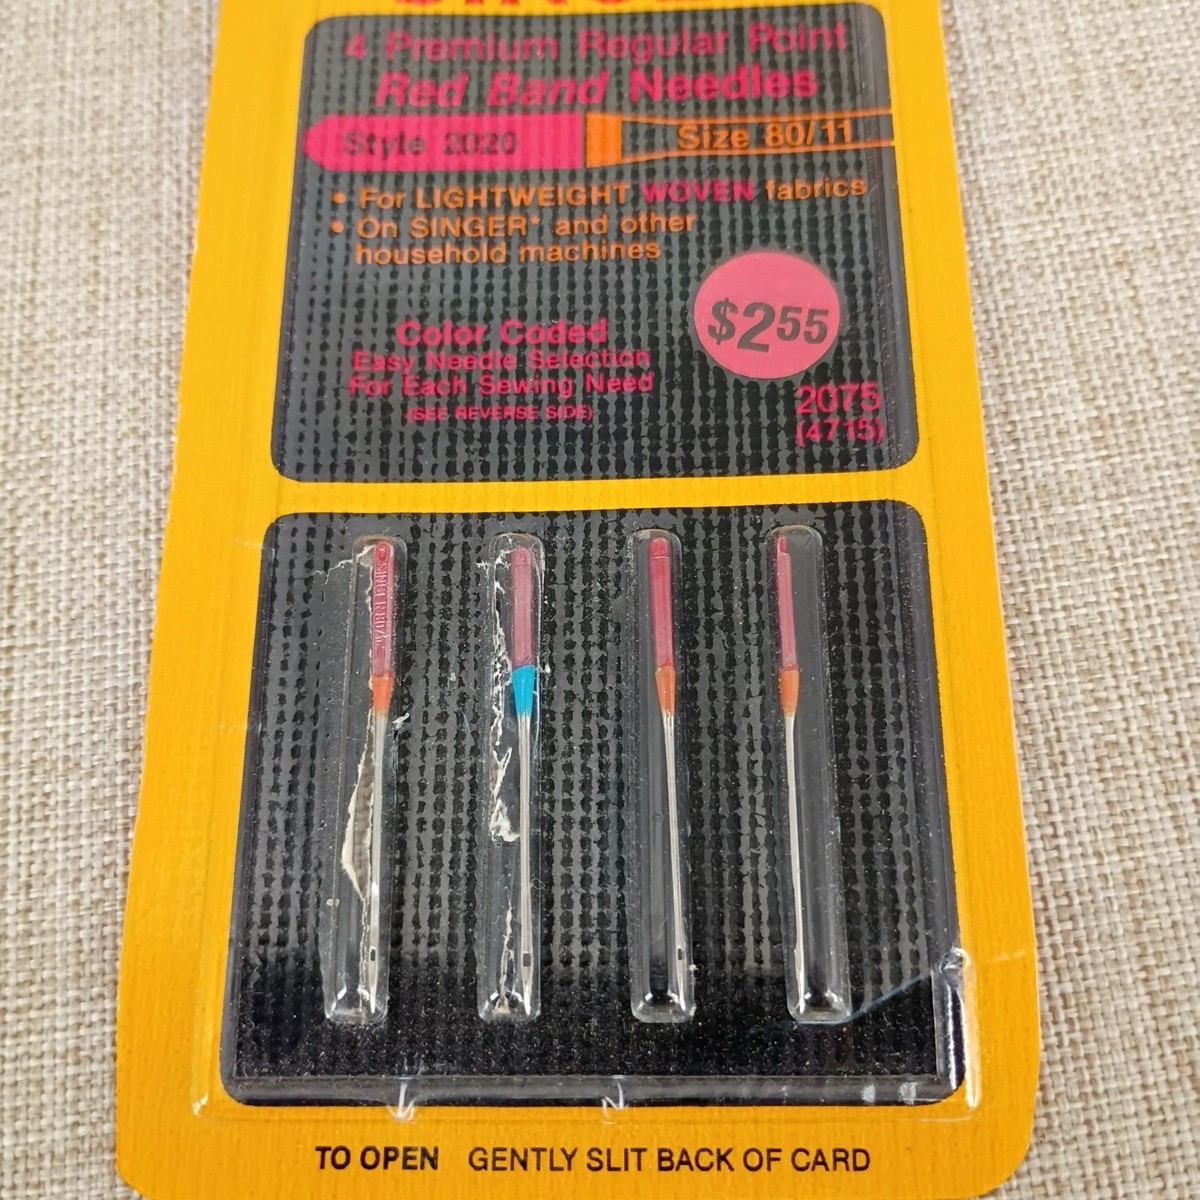 4 Premium Regular Point
Red Band Needles
Style 2020
Size 80/11
• For LIGHTWEIGHT WOVEN fabrics
• On SINGER* and other
household machines
$2.55
Color Coded
Easy Needle Selection
For Each Sewing Need
(SEE REVERSE SIDE)
2075
(4715)
TO OPEN GENTLY SLIT BACK OF CARD